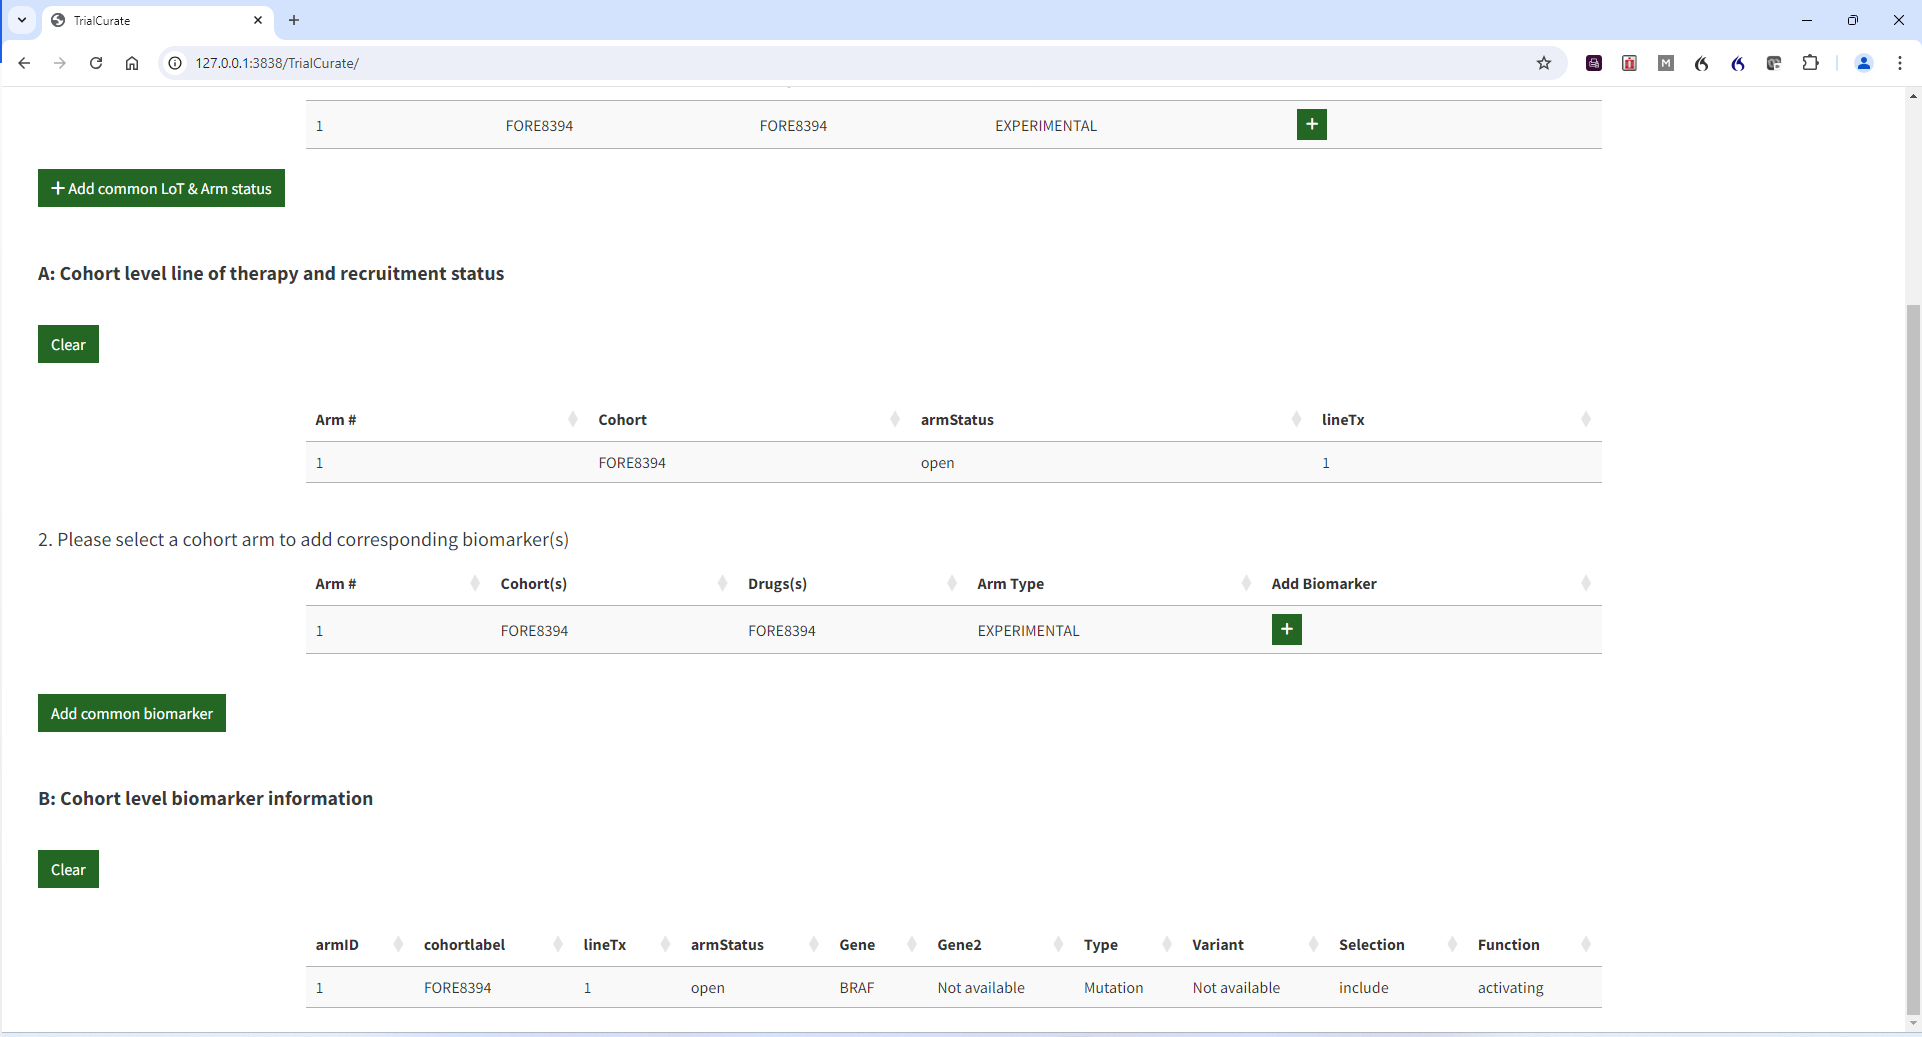 TrialCurate
127.0.0.1:3838/TrialCurate/
1 FORE8394 FORE8394 EXPERIMENTAL +
+ Add common LoT & Arm status
A: Cohort level line of therapy and recruitment status
Clear
Arm # Cohort armStatus lineTx
1 FORE8394 open 1
2. Please select a cohort arm to add corresponding biomarker(s)
Arm # Cohort(s) Drugs(s) Arm Type Add Biomarker
1 FORE8394 FORE8394 EXPERIMENTAL +
Add common biomarker
B: Cohort level biomarker information
Clear
armID cohortlabel lineTx armStatus Gene Gene2 Type Variant Selection Function
1 FORE8394 1 open BRAF Not available Mutation Not available include activating